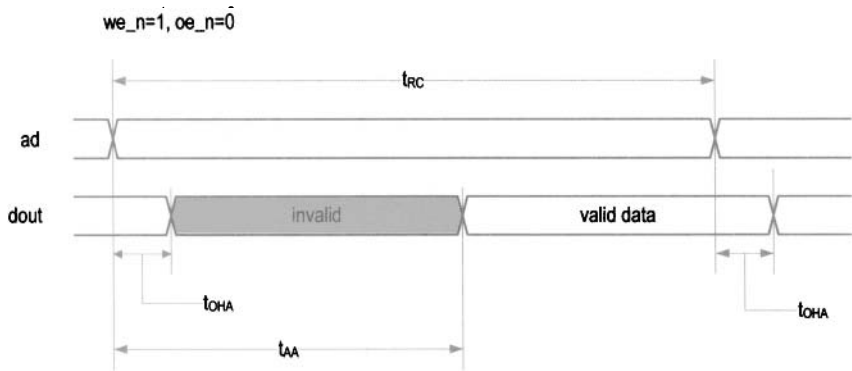 we_n=1, oe_n=0
tRC
ad
dout
invalid
valid data
tOHA
tOHA
tAA